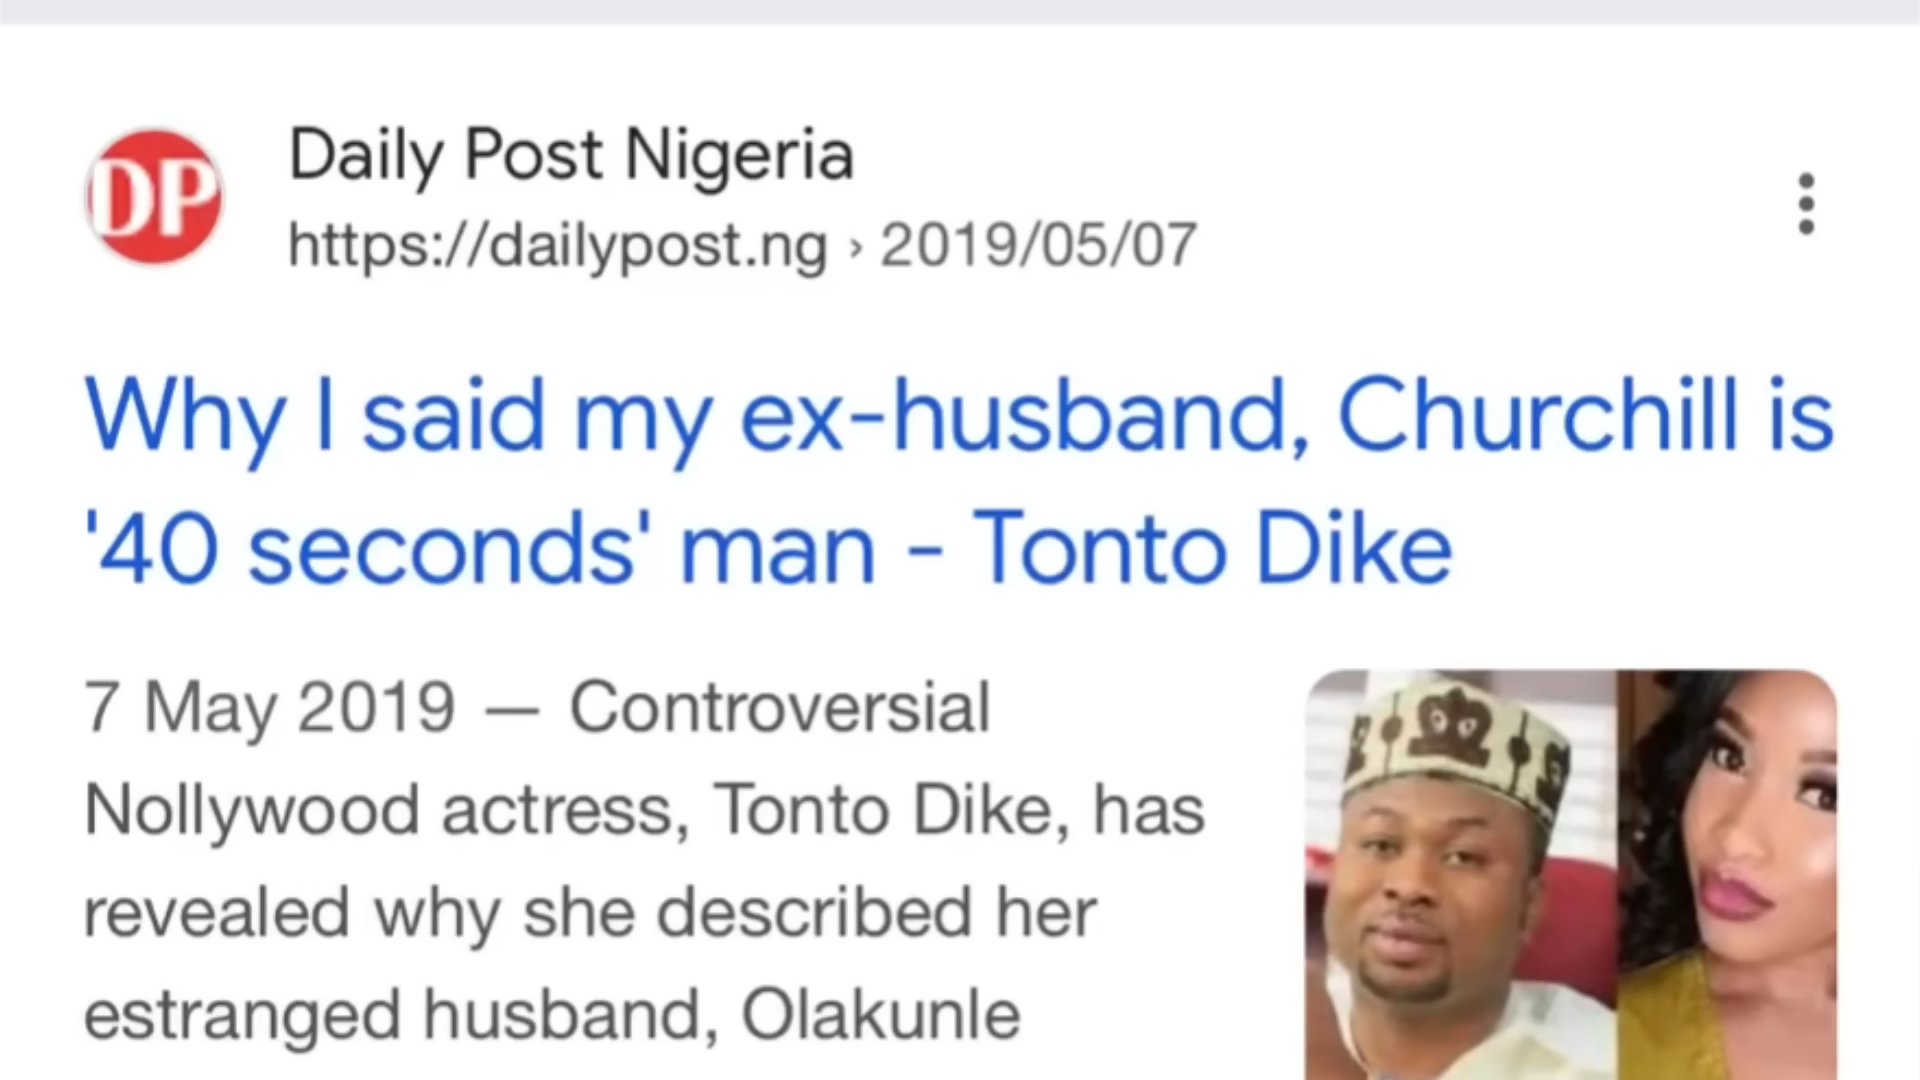 DP
Daily Post Nigeria
https://dailypost.ng › 2019/05/07
Why I said my ex-husband, Churchill is
'40 seconds' man - Tonto Dike
7 May 2019 — Controversial
Nollywood actress, Tonto Dike, has
revealed why she described her
estranged husband, Olakunle